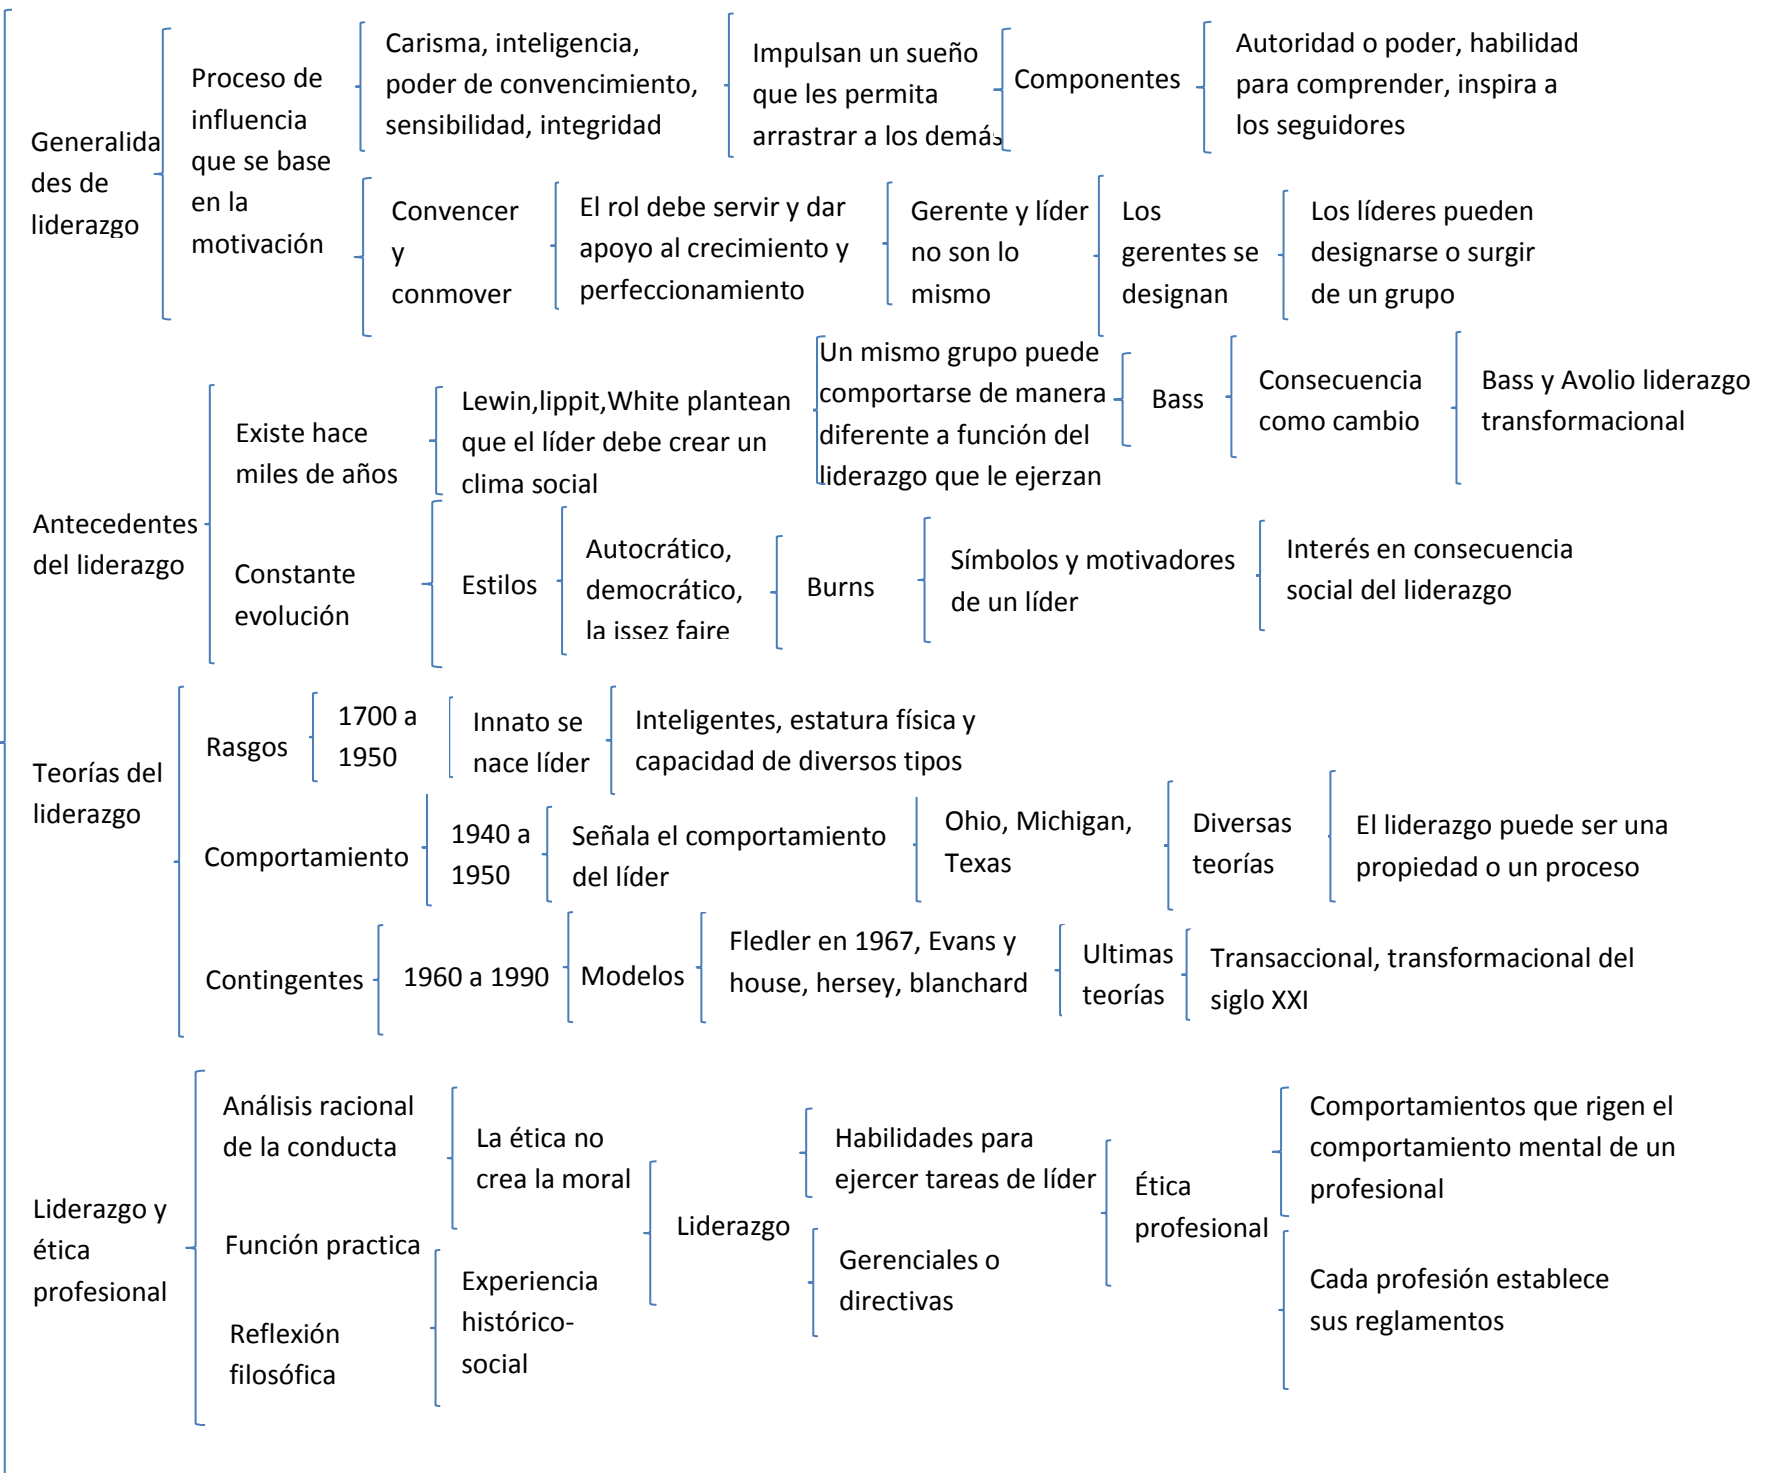 Generalida
des de
liderazgo
Proceso de
influencia
que se base
en la
motivación
Carisma, inteligencia,
poder de convencimiento,
sensibilidad, integridad
Impulsan un sueño
que les permita
arrastrar a los demás
Componentes
Autoridad o poder, habilidad
para comprender, inspira a
los seguidores
Convencer
y
conmover
El rol debe servir y dar
apoyo al crecimiento y
perfeccionamiento
Gerente y líder
no son lo
mismo
Los
gerentes se
designan
Los líderes pueden
designarse o surgir
de un grupo
Antecedentes
del liderazgo
Existe hace
miles de años
Lewin,lippit,White plantean
que el líder debe crear un
clima social
Un mismo grupo puede
comportarse de manera
diferente a función del
liderazgo que le ejerzan
Bass
Consecuencia
como cambio
Bass y Avolio liderazgo
transformacional
Constante
evolución
Estilos
Autocrático,
democrático,
la issez faire
Burns
Símbolos y motivadores
de un líder
Interés en consecuencia
social del liderazgo
Teorías del
liderazgo
Rasgos
1700 a
1950
Innato se
nace líder
Inteligentes, estatura física y
capacidad de diversos tipos
Comportamiento
1940 a
1950
Señala el comportamiento
del líder
Ohio, Michigan,
Texas
Diversas
teorías
El liderazgo puede ser una
propiedad o un proceso
Contingentes
1960 a 1990
Modelos
Fledler en 1967, Evans y
house, hersey, blanchard
Ultimas
teorías
Transaccional, transformacional del
siglo XXI
Liderazgo y
ética
profesional
Análisis racional
de la conducta
Función practica
Reflexión
filosófica
La ética no
crea la moral
Experiencia
histórico-
social
Liderazgo
Habilidades para
ejercer tareas de líder
Gerenciales o
directivas
Ética
profesional
Comportamientos que rigen el
comportamiento mental de un
profesional
Cada profesión establece
sus reglamentos